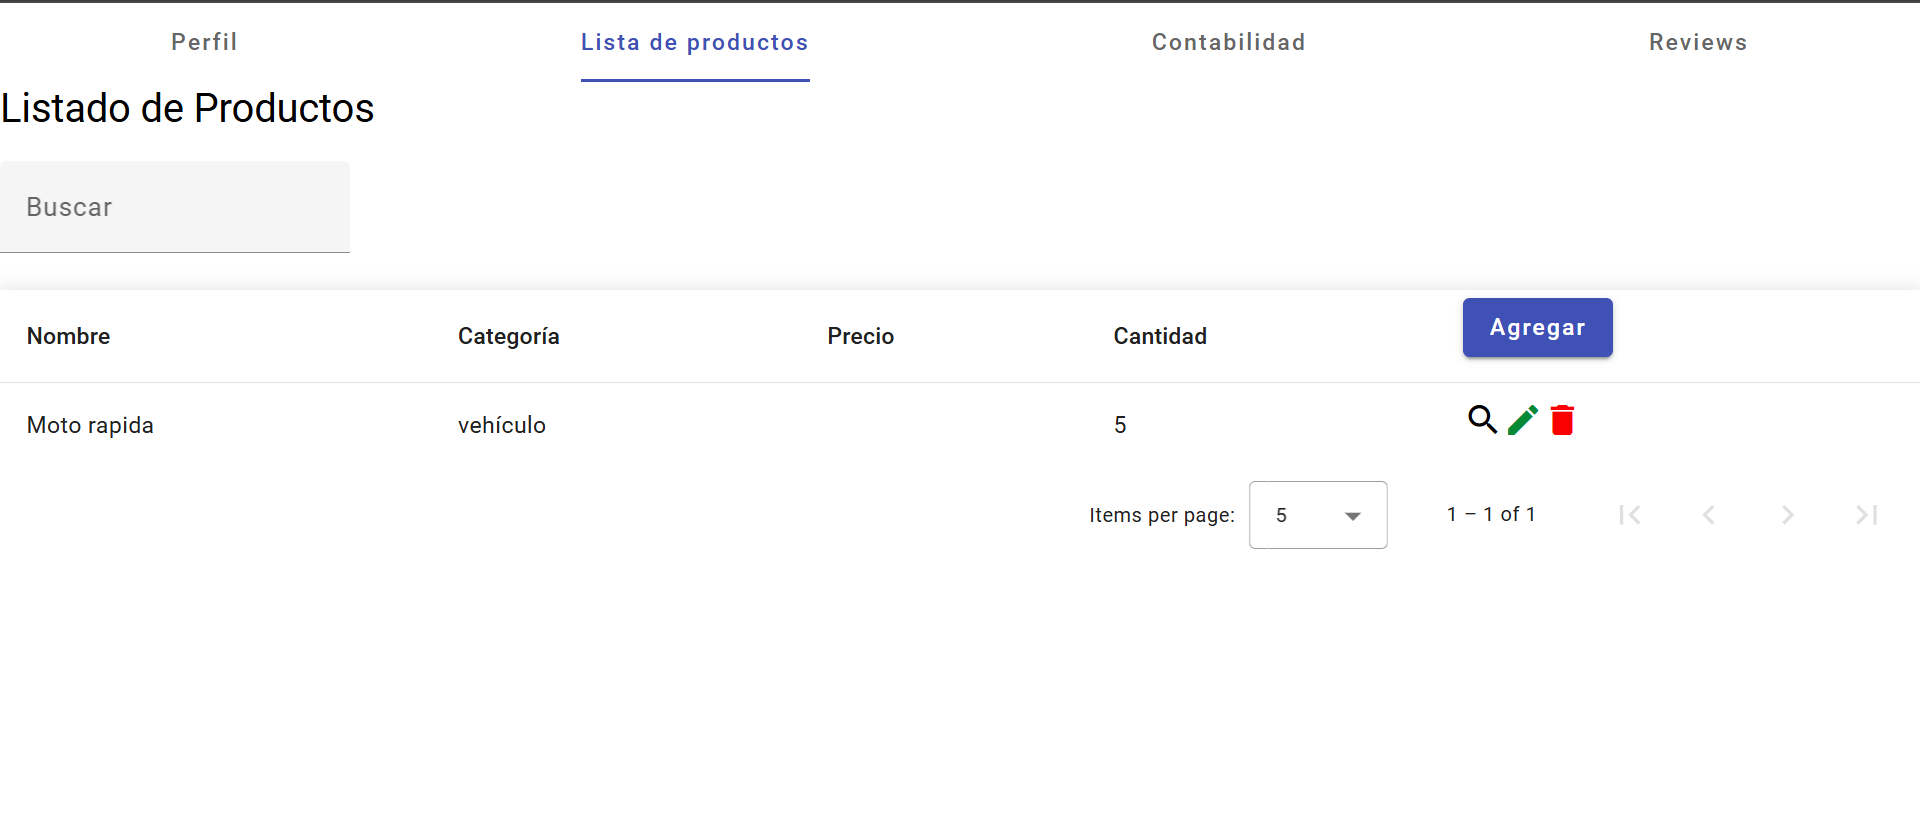 Perfil Lista de productos Contabilidad Reviews
Listado de Productos
Buscar
Nombre Categoría Precio Cantidad Agregar
Moto rapida vehículo 5
Items per page: 5 1 – 1 of 1